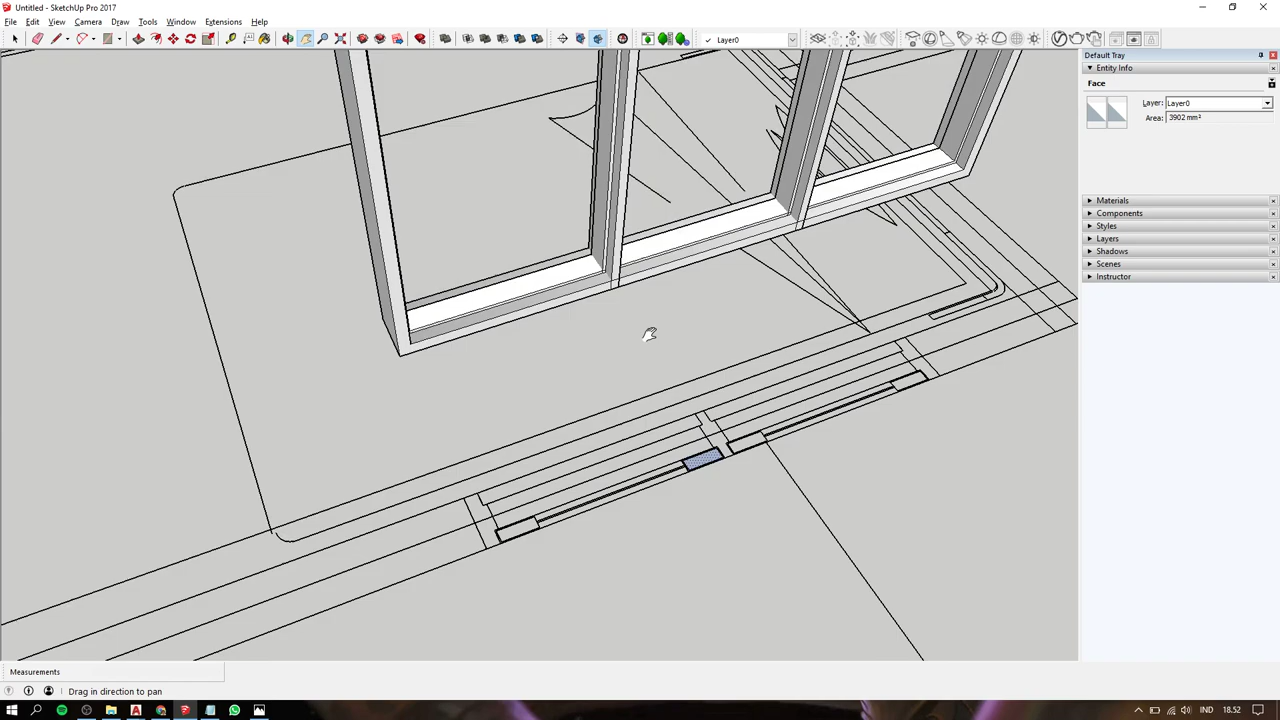 Untitled - SketchUp Pro 2017
File Edit View Camera Draw Tools Window Extensions Help
Layer0
Default Tray
Entity Info
Face
Layer: Layer0
Area: 3902 mm²
Materials
Components
Styles
Layers
Shadows
Scenes
Instructor
Measurements
Drag in direction to pan
IND 18.52